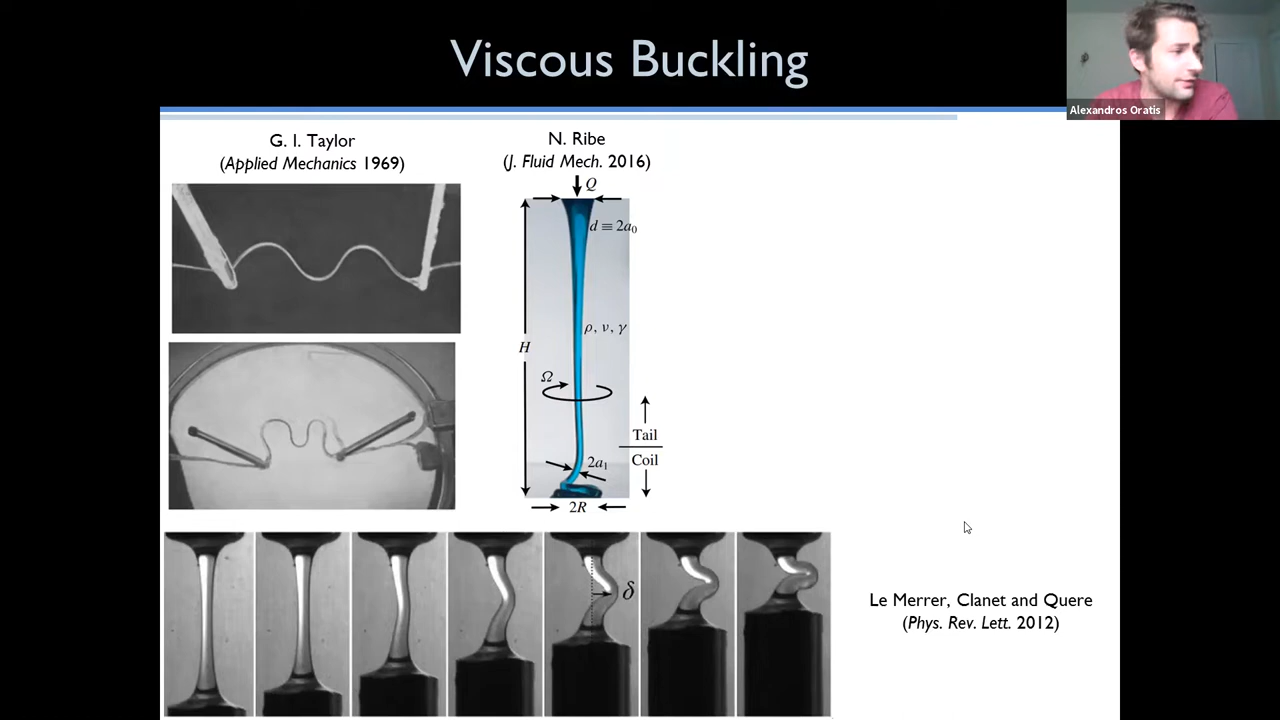 Viscous Buckling
Alexandros Oratis
G. I. Taylor
(Applied Mechanics 1969)
N. Ribe
(J. Fluid Mech. 2016)
Q
d ≡ 2a₀
ρ, ν, γ
H
Ω
Tail
Coil
2a₁
2R
δ
Le Merrer, Clanet and Quere
(Phys. Rev. Lett. 2012)